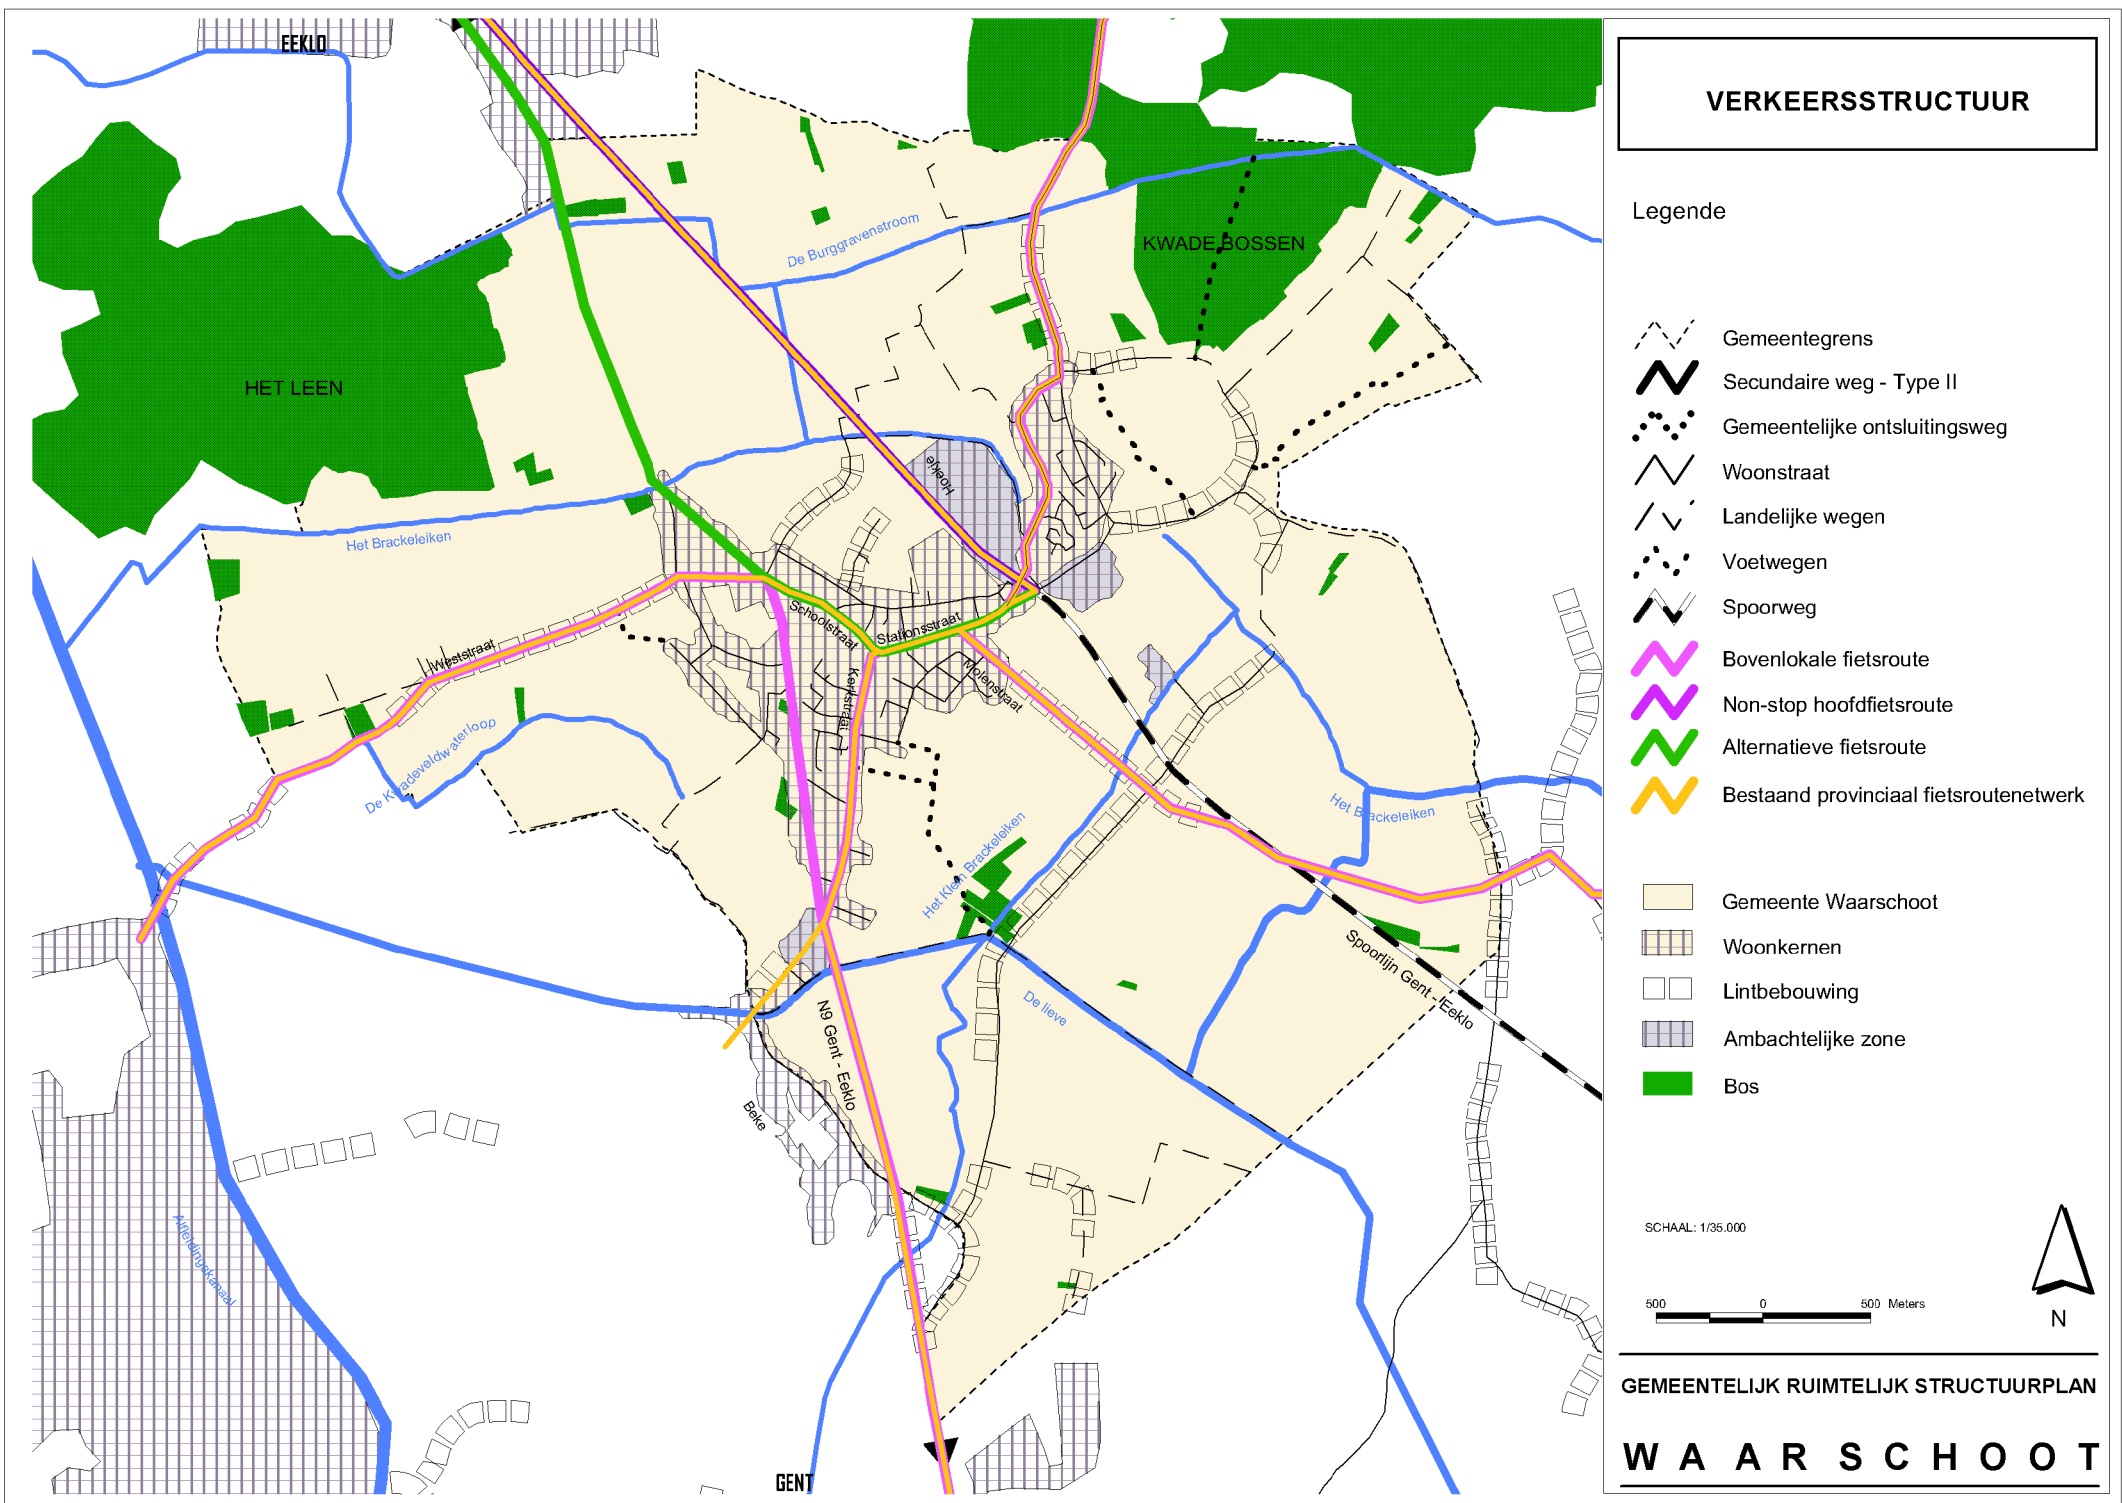 EEKLO
De Burggravenstroom
KWADE BOSSEN
HET LEEN
Hoekje
Het Brackeleiken
Schoolstraat
Stationsstraat
Weststraat
Kerkstraat
Molenstraat
De Kwadeveldwaterloop
Het Brackeleiken
Het Klein Brackeleiken
Spoorlijn Gent - Eeklo
De lieve
N9 Gent - Eeklo
Beke
Afleidingskanaal
GENT
VERKEERSSTRUCTUUR
Legende
Gemeentegrens
Secundaire weg - Type II
Gemeentelijke ontsluitingsweg
Woonstraat
Landelijke wegen
Voetwegen
Spoorweg
Bovenlokale fietsroute
Non-stop hoofdfietsroute
Alternatieve fietsroute
Bestaand provinciaal fietsroutenetwerk
Gemeente Waarschoot
Woonkernen
Lintbebouwing
Ambachtelijke zone
Bos
SCHAAL: 1/35.000
500 0 500 Meters
N
GEMEENTELIJK RUIMTELIJK STRUCTUURPLAN
WAARSCHOOT